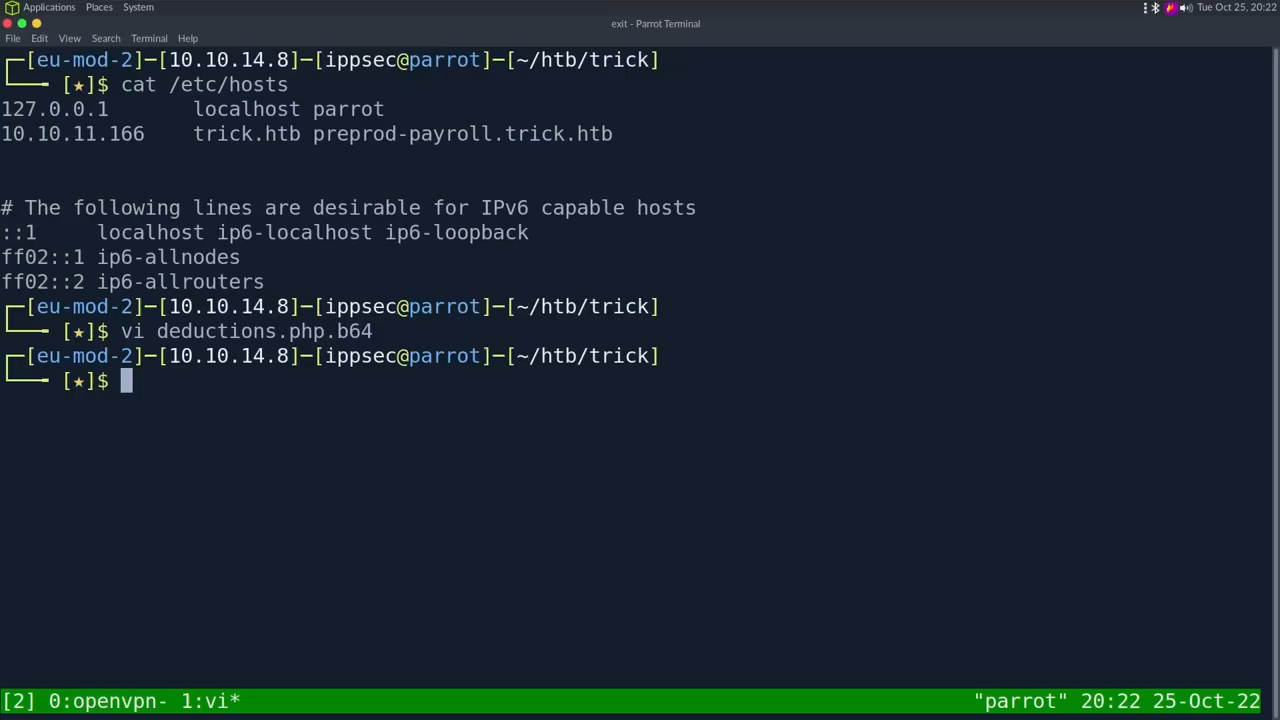 Applications Places System Tue Oct 25, 20:22
exit - Parrot Terminal
File Edit View Search Terminal Help
┌─[eu-mod-2]─[10.10.14.8]─[ippsec@parrot]─[~/htb/trick]
└──╼ [★]$ cat /etc/hosts
127.0.0.1 localhost parrot
10.10.11.166 trick.htb preprod-payroll.trick.htb
# The following lines are desirable for IPv6 capable hosts
::1 localhost ip6-localhost ip6-loopback
ff02::1 ip6-allnodes
ff02::2 ip6-allrouters
┌─[eu-mod-2]─[10.10.14.8]─[ippsec@parrot]─[~/htb/trick]
└──╼ [★]$ vi deductions.php.b64
┌─[eu-mod-2]─[10.10.14.8]─[ippsec@parrot]─[~/htb/trick]
└──╼ [★]$
[2] 0:openvpn- 1:vi* "parrot" 20:22 25-Oct-22